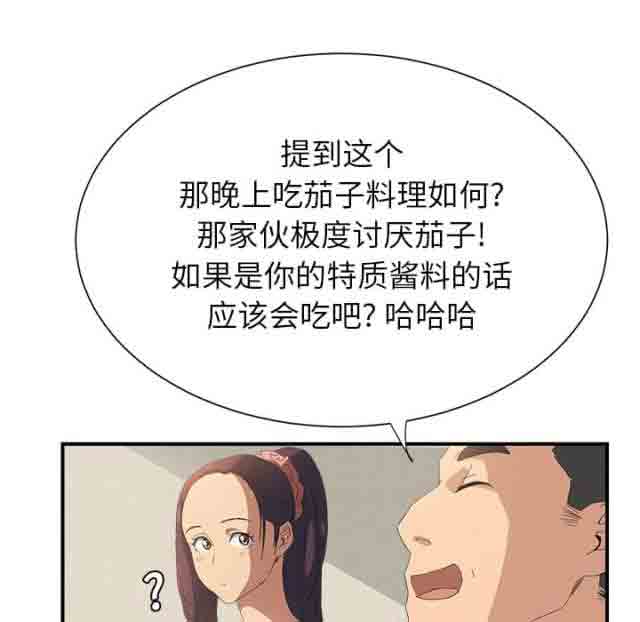 提到这个
那晚上吃茄子料理如何?
那家伙极度讨厌茄子!
如果是你的特质酱料的话
应该会吃吧? 哈哈哈
?